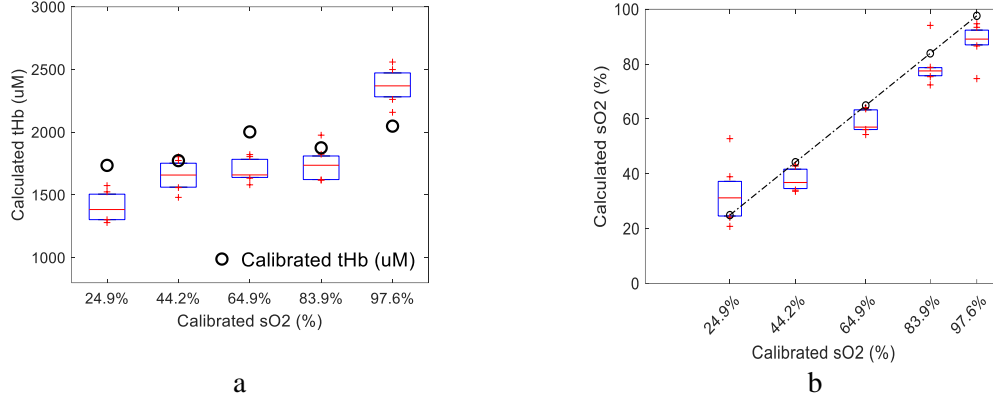 3000
2500
2000
1500
1000
Calculated tHb (uM)
Calibrated tHb (uM)
24.9% 44.2% 64.9% 83.9% 97.6%
Calibrated sO2 (%)
a
100
80
60
40
20
0
Calculated sO2 (%)
24.9% 44.2% 64.9% 83.9% 97.6%
Calibrated sO2 (%)
b